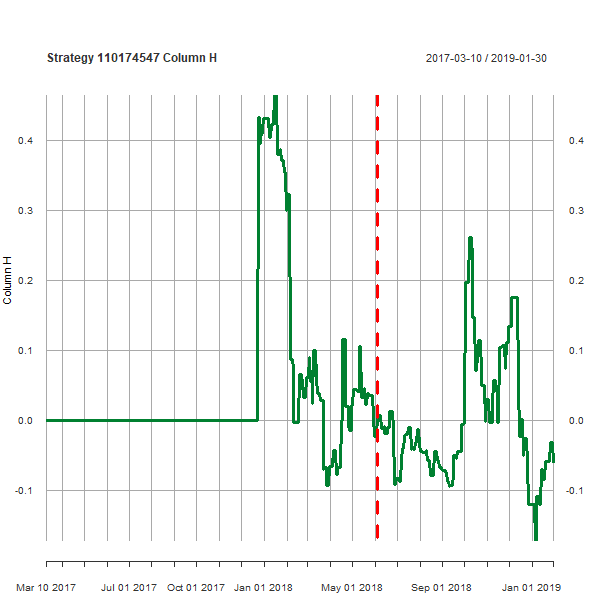 Strategy 110174547 Column H 2017-03-10 / 2019-01-30
0.4 0.4
0.3 0.3
0.2 0.2
0.1 0.1
0.0 0.0
-0.1 -0.1
Column H
Mar 10 2017 Jul 01 2017 Oct 01 2017 Jan 01 2018 May 01 2018 Sep 01 2018 Jan 01 2019